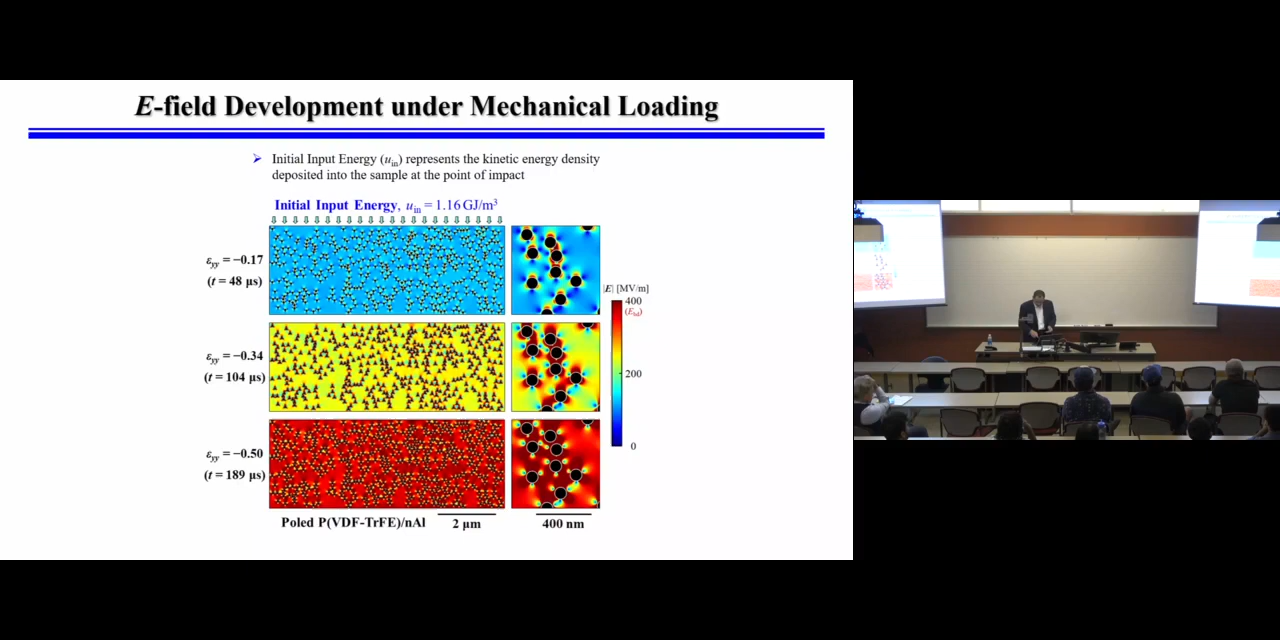 E-field Development under Mechanical Loading
➢ Initial Input Energy (uin) represents the kinetic energy density
deposited into the sample at the point of impact
Initial Input Energy, uin = 1.16 GJ/m³
εyy = −0.17
(t = 48 μs)
|E| [MV/m]
400
(Ebd)
εyy = −0.34
(t = 104 μs)
200
0
εyy = −0.50
(t = 189 μs)
Poled P(VDF-TrFE)/nAl
2 μm
400 nm